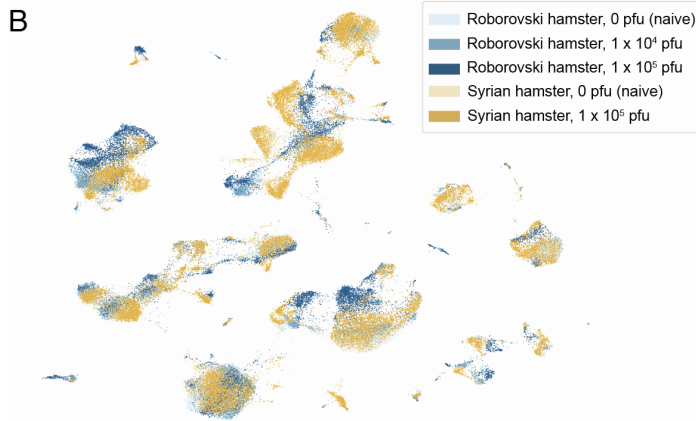 B
Roborovski hamster, 0 pfu (naive)
Roborovski hamster, 1 x 10⁴ pfu
Roborovski hamster, 1 x 10⁵ pfu
Syrian hamster, 0 pfu (naive)
Syrian hamster, 1 x 10⁵ pfu